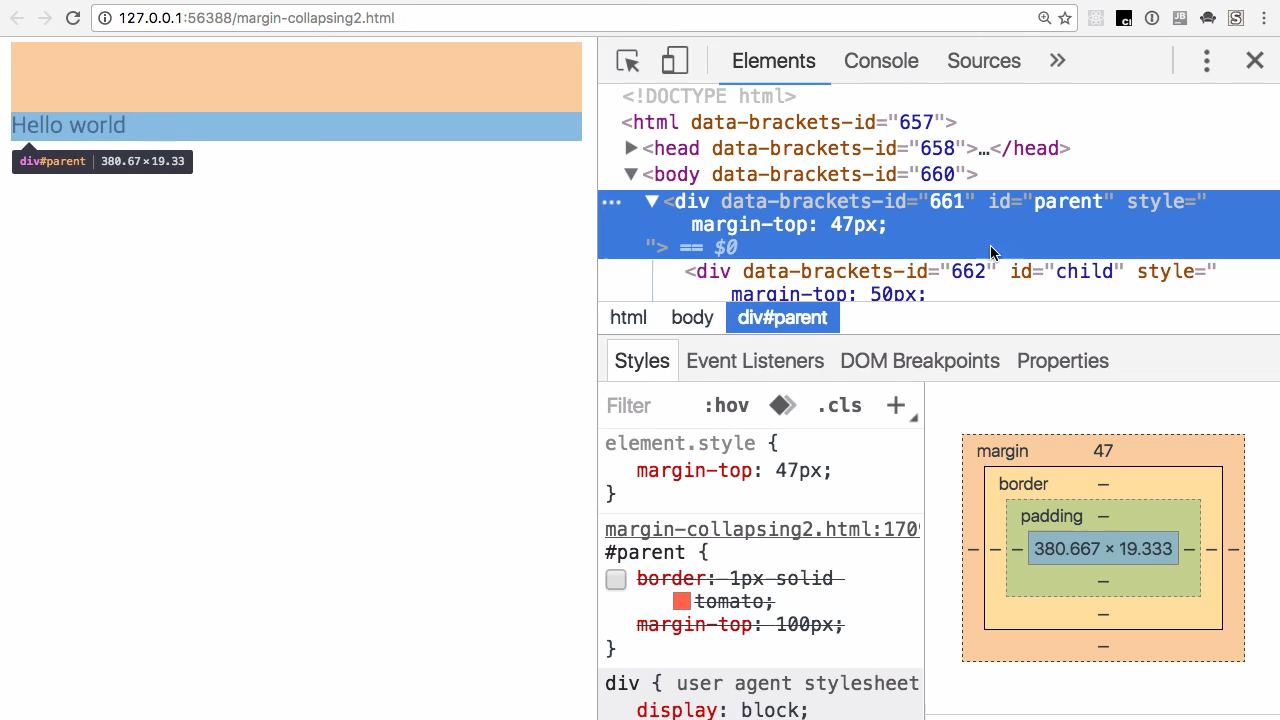 127.0.0.1:56388/margin-collapsing2.html
Hello world
div#parent 380.67×19.33
Elements Console Sources »
<!DOCTYPE html>
<html data-brackets-id="657">
▶<head data-brackets-id="658">…</head>
▼<body data-brackets-id="660">
… ▼<div data-brackets-id="661" id="parent" style="
margin-top: 47px;
"> == $0
<div data-brackets-id="662" id="child" style="
margin-top: 50px;
html body div#parent
Styles Event Listeners DOM Breakpoints Properties
Filter :hov .cls +
element.style {
margin-top: 47px;
}
margin-collapsing2.html:170
#parent {
border: 1px solid
tomato;
margin-top: 100px;
}
div { user agent stylesheet
display: block;
margin 47
border –
padding –
– – – 380.667 × 19.333 – – –
–
–
–